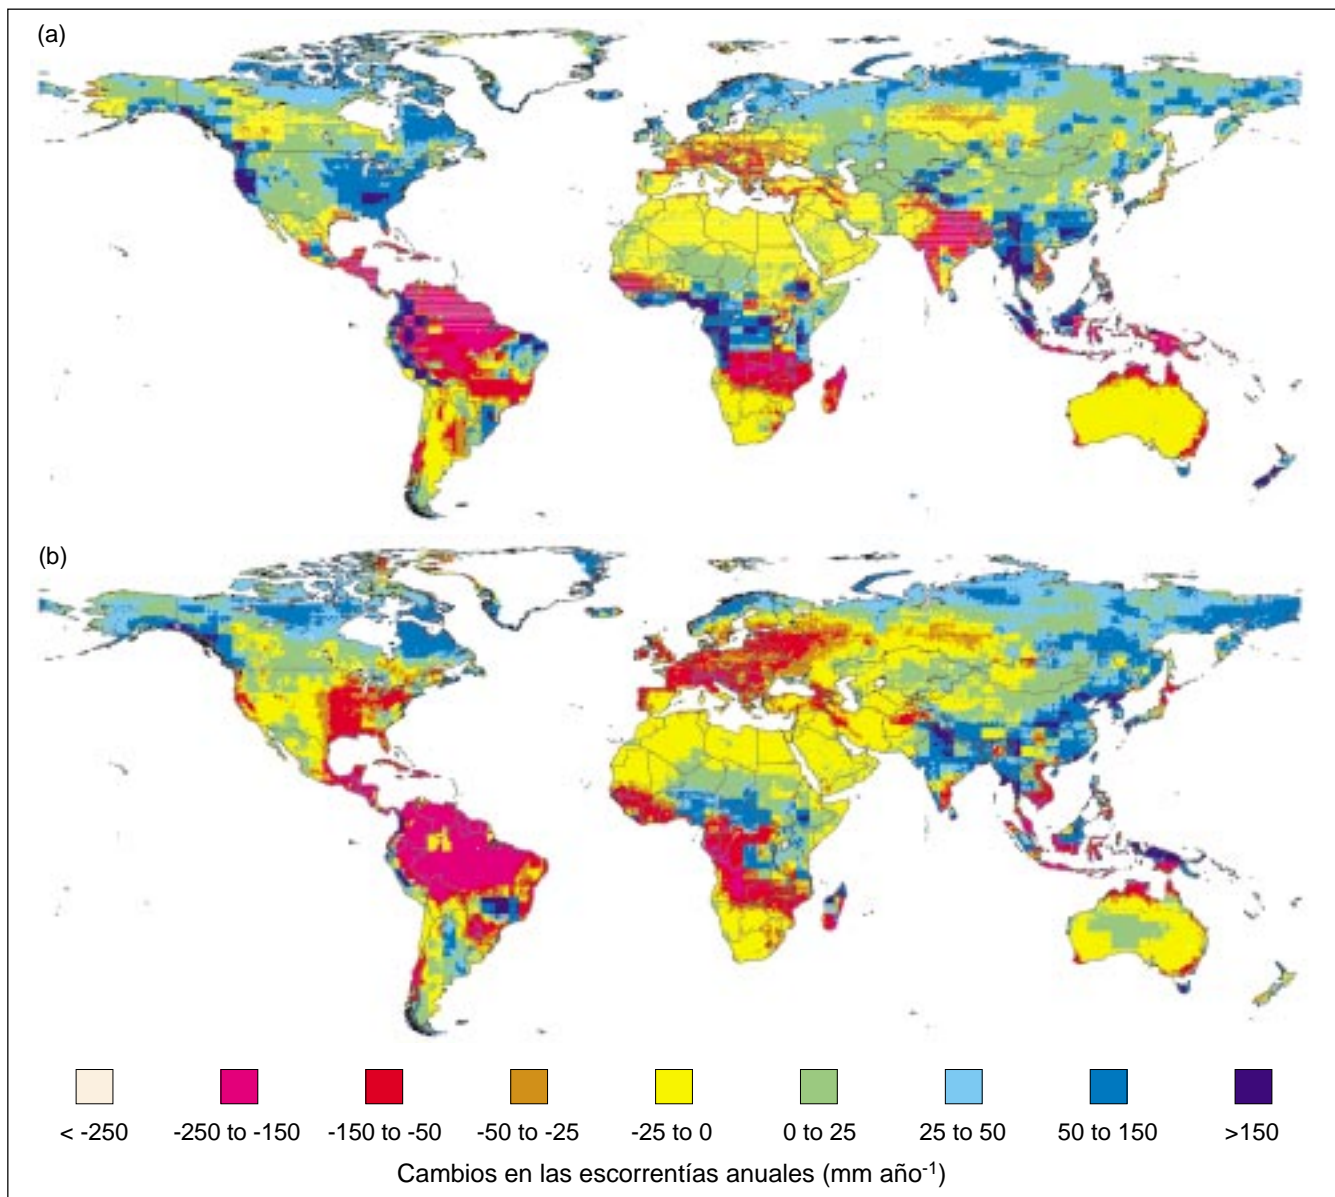 (a)
(b)
< -250 -250 to -150 -150 to -50 -50 to -25 -25 to 0 0 to 25 25 to 50 50 to 150 >150
Cambios en las escorrentías anuales (mm año-1)